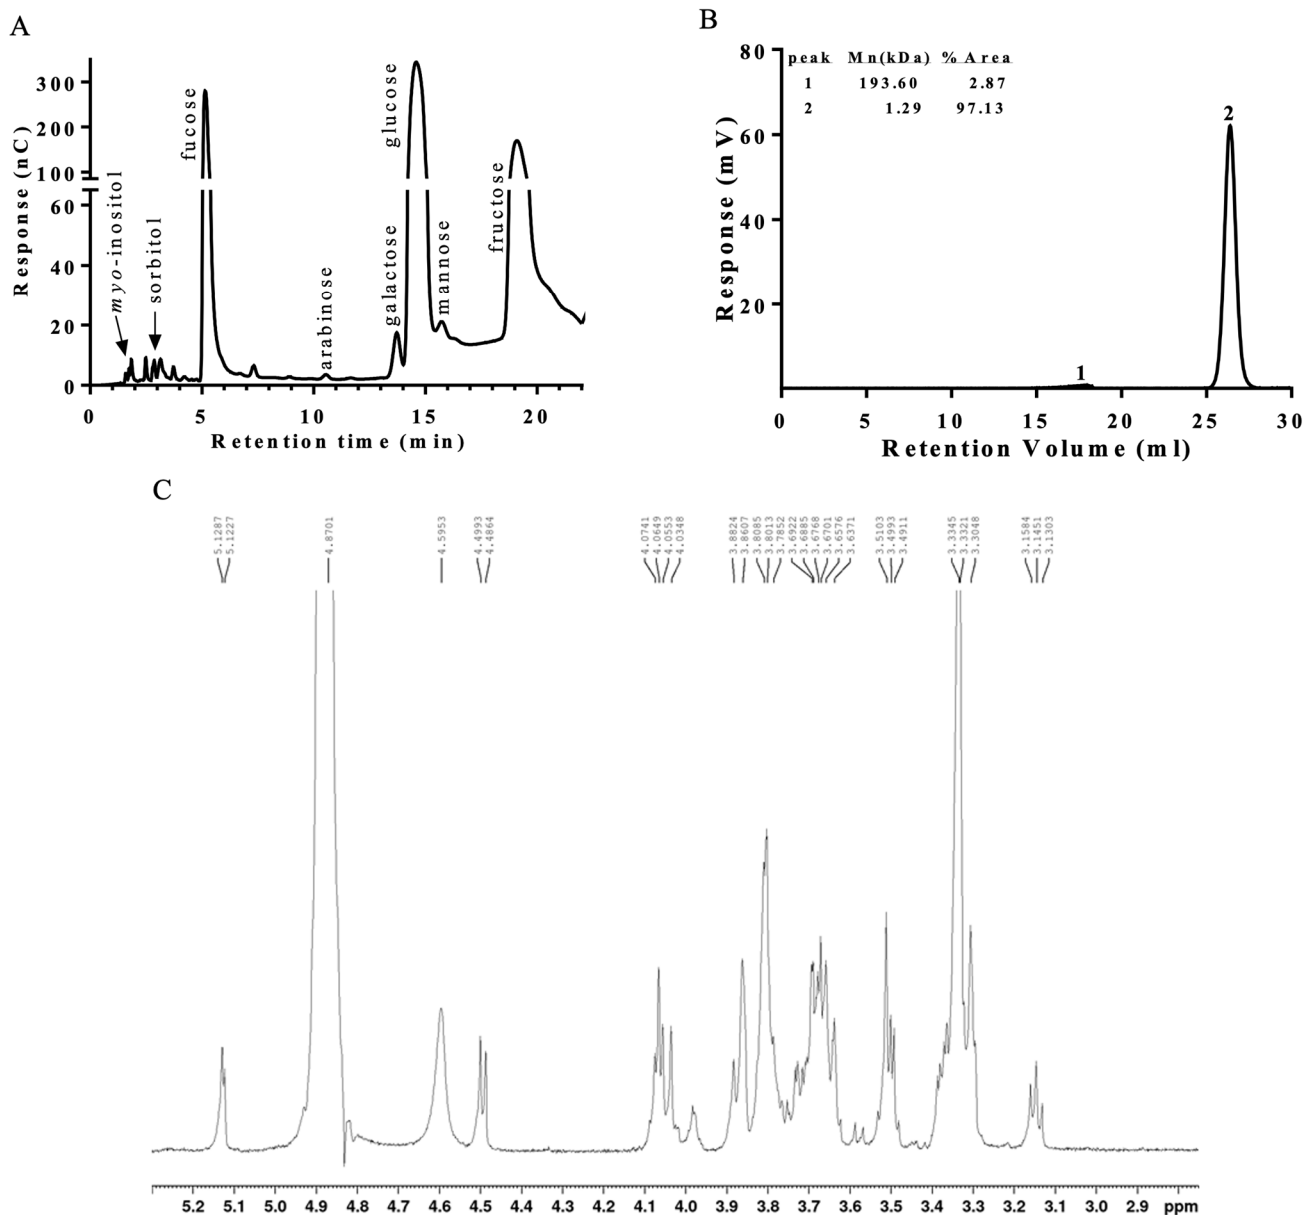 A
Response (nC)
300
200
100
60
40
20
0
myo-inositol
sorbitol
fucose
arabinose
galactose
glucose
mannose
fructose
0 5 10 15 20
Retention time (min)
B
Response (mV)
80
60
40
20
peak Mn(kDa) % Area
1 193.60 2.87
2 1.29 97.13
1
2
0 5 10 15 20 25 30
Retention Volume (ml)
C
5.1287
5.1227
4.8701
4.5953
4.4993
4.4864
4.0741
4.0649
4.0553
4.0348
3.8824
3.8607
3.8085
3.8013
3.7852
3.6922
3.6885
3.6768
3.6701
3.6576
3.6371
3.5103
3.4993
3.4911
3.3345
3.3321
3.3048
3.1584
3.1451
3.1303
5.2 5.1 5.0 4.9 4.8 4.7 4.6 4.5 4.4 4.3 4.2 4.1 4.0 3.9 3.8 3.7 3.6 3.5 3.4 3.3 3.2 3.1 3.0 2.9 ppm